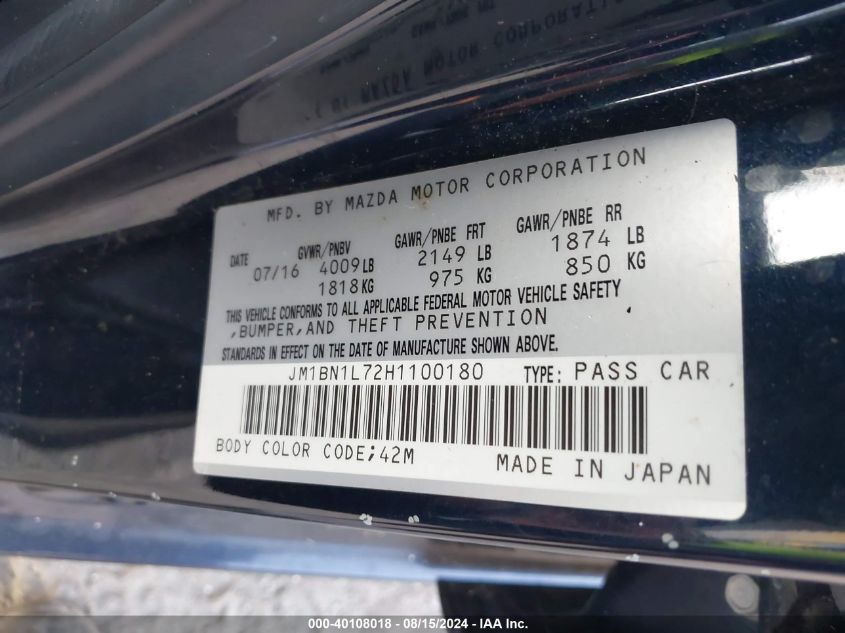 MFD. BY MAZDA MOTOR CORPORATION
DATE GVWR/PNBV GAWR/PNBE FRT GAWR/PNBE RR
07/16 4009LB 2149 LB 1874 LB
1818KG 975 KG 850 KG
THIS VEHICLE CONFORMS TO ALL APPLICABLE FEDERAL MOTOR VEHICLE SAFETY
,BUMPER,AND THEFT PREVENTION
STANDARDS IN EFFECT ON THE DATE OF MANUFACTURE SHOWN ABOVE.
JM1BN1L72H1100180 TYPE: PASS CAR
BODY COLOR CODE;42M MADE IN JAPAN
000-40108018 - 08/15/2024 - IAA Inc.